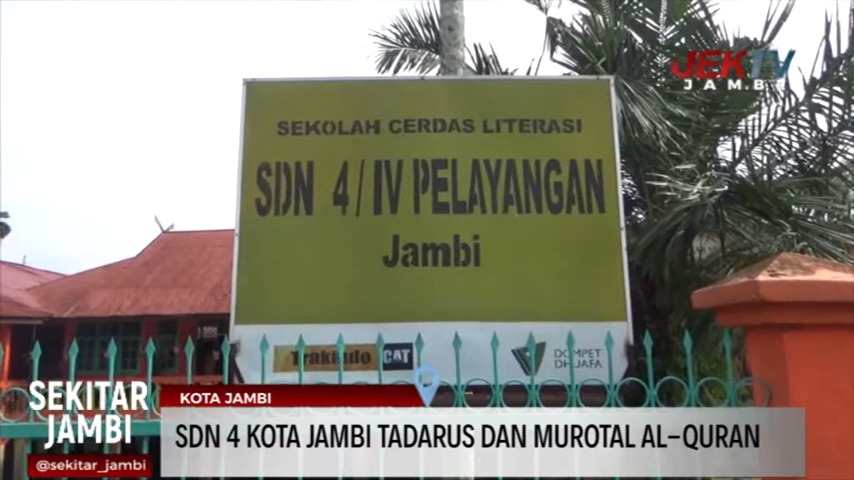 JEKTV
JAMBI
SEKOLAH CERDAS LITERASI
SDN 4/IV PELAYANGAN
Jambi
Trakindo CAT
DOMPET
DHUAFA
SEKITAR
JAMBI
@sekitar_jambi
KOTA JAMBI
SDN 4 KOTA JAMBI TADARUS DAN MUROTAL AL-QURAN